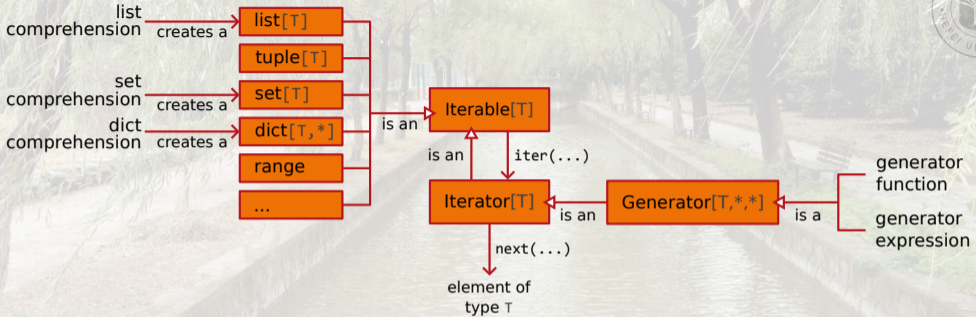 list
comprehension
creates a
list[T]
tuple[T]
set
comprehension
creates a
set[T]
dict
comprehension
creates a
dict[T,*]
range
...
is an
Iterable[T]
is an
iter(...)
Iterator[T]
is an
Generator[T,*,*]
is a
generator
function
generator
expression
next(...)
element of
type T